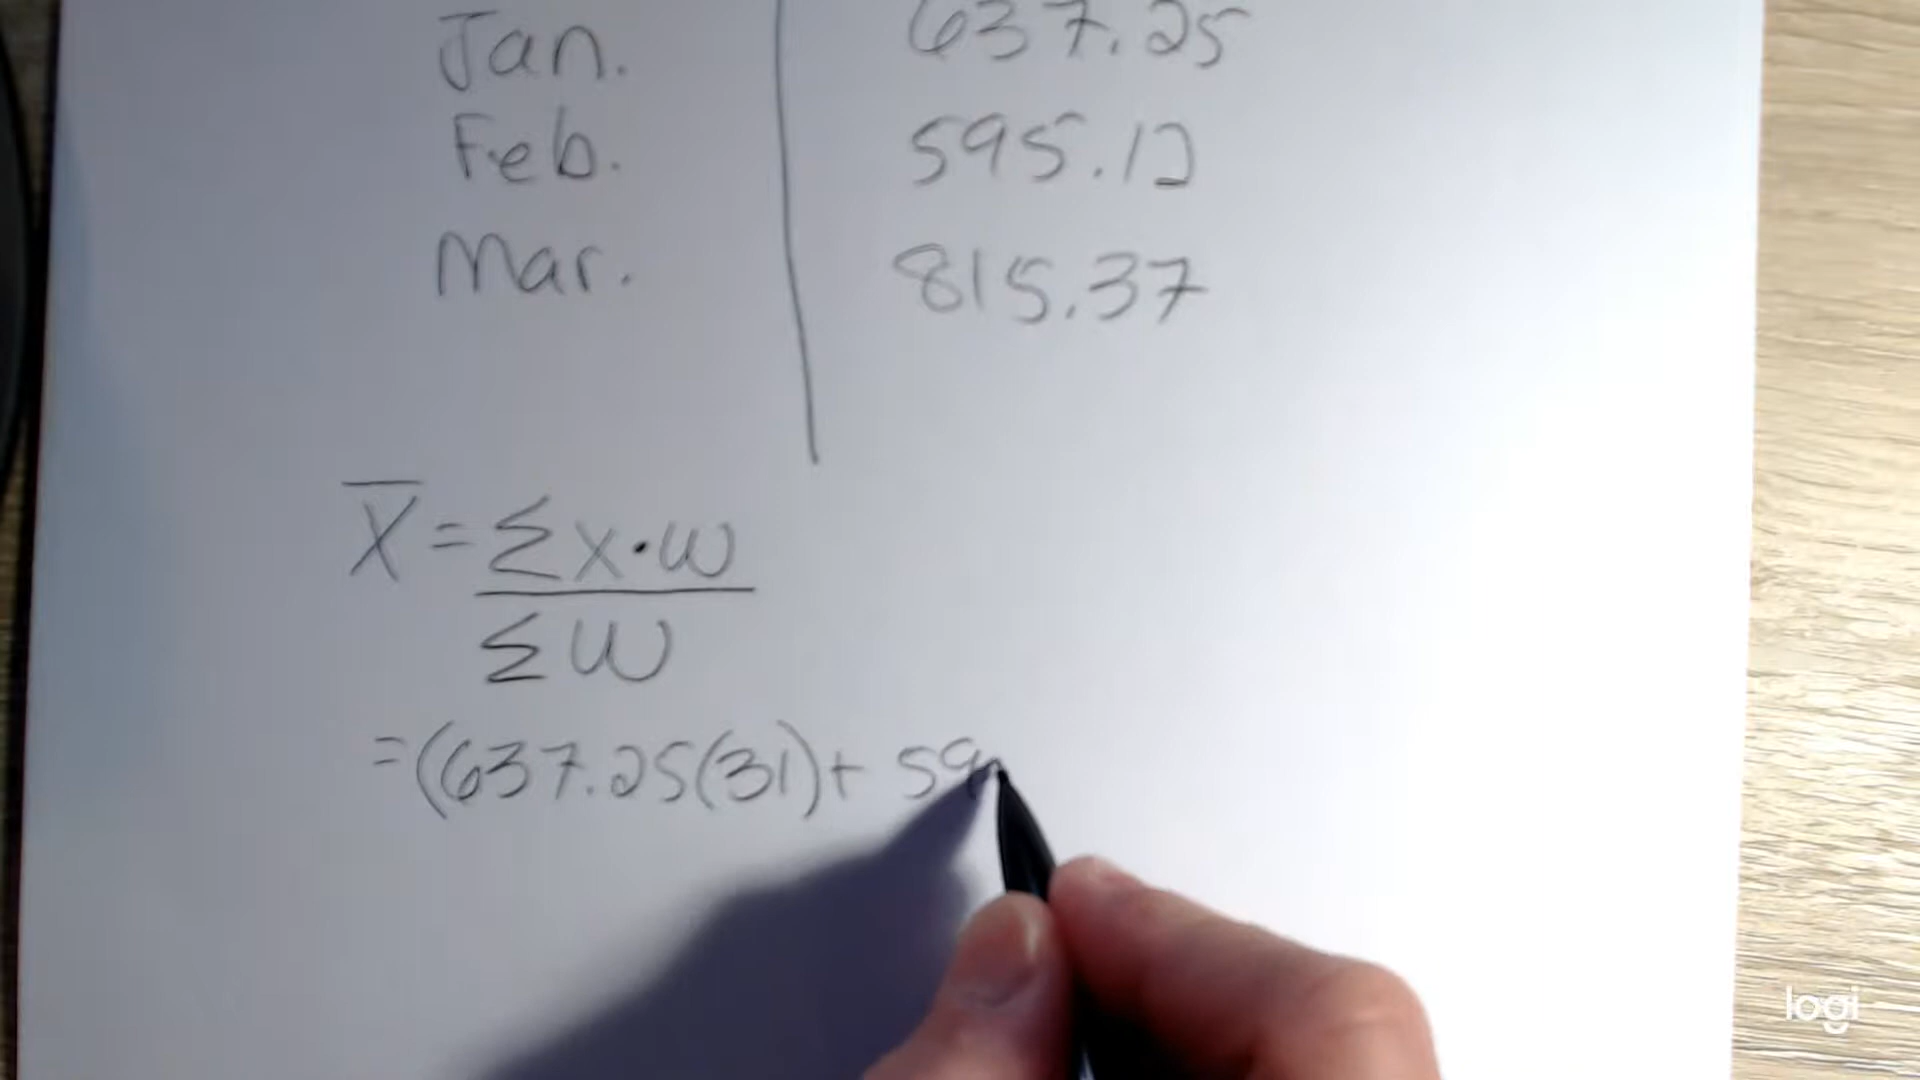 Jan. 637.25
Feb. 595.12
Mar. 815.37
X̄ = Σx·w
Σw
=(637.25(31)+ 59
logi